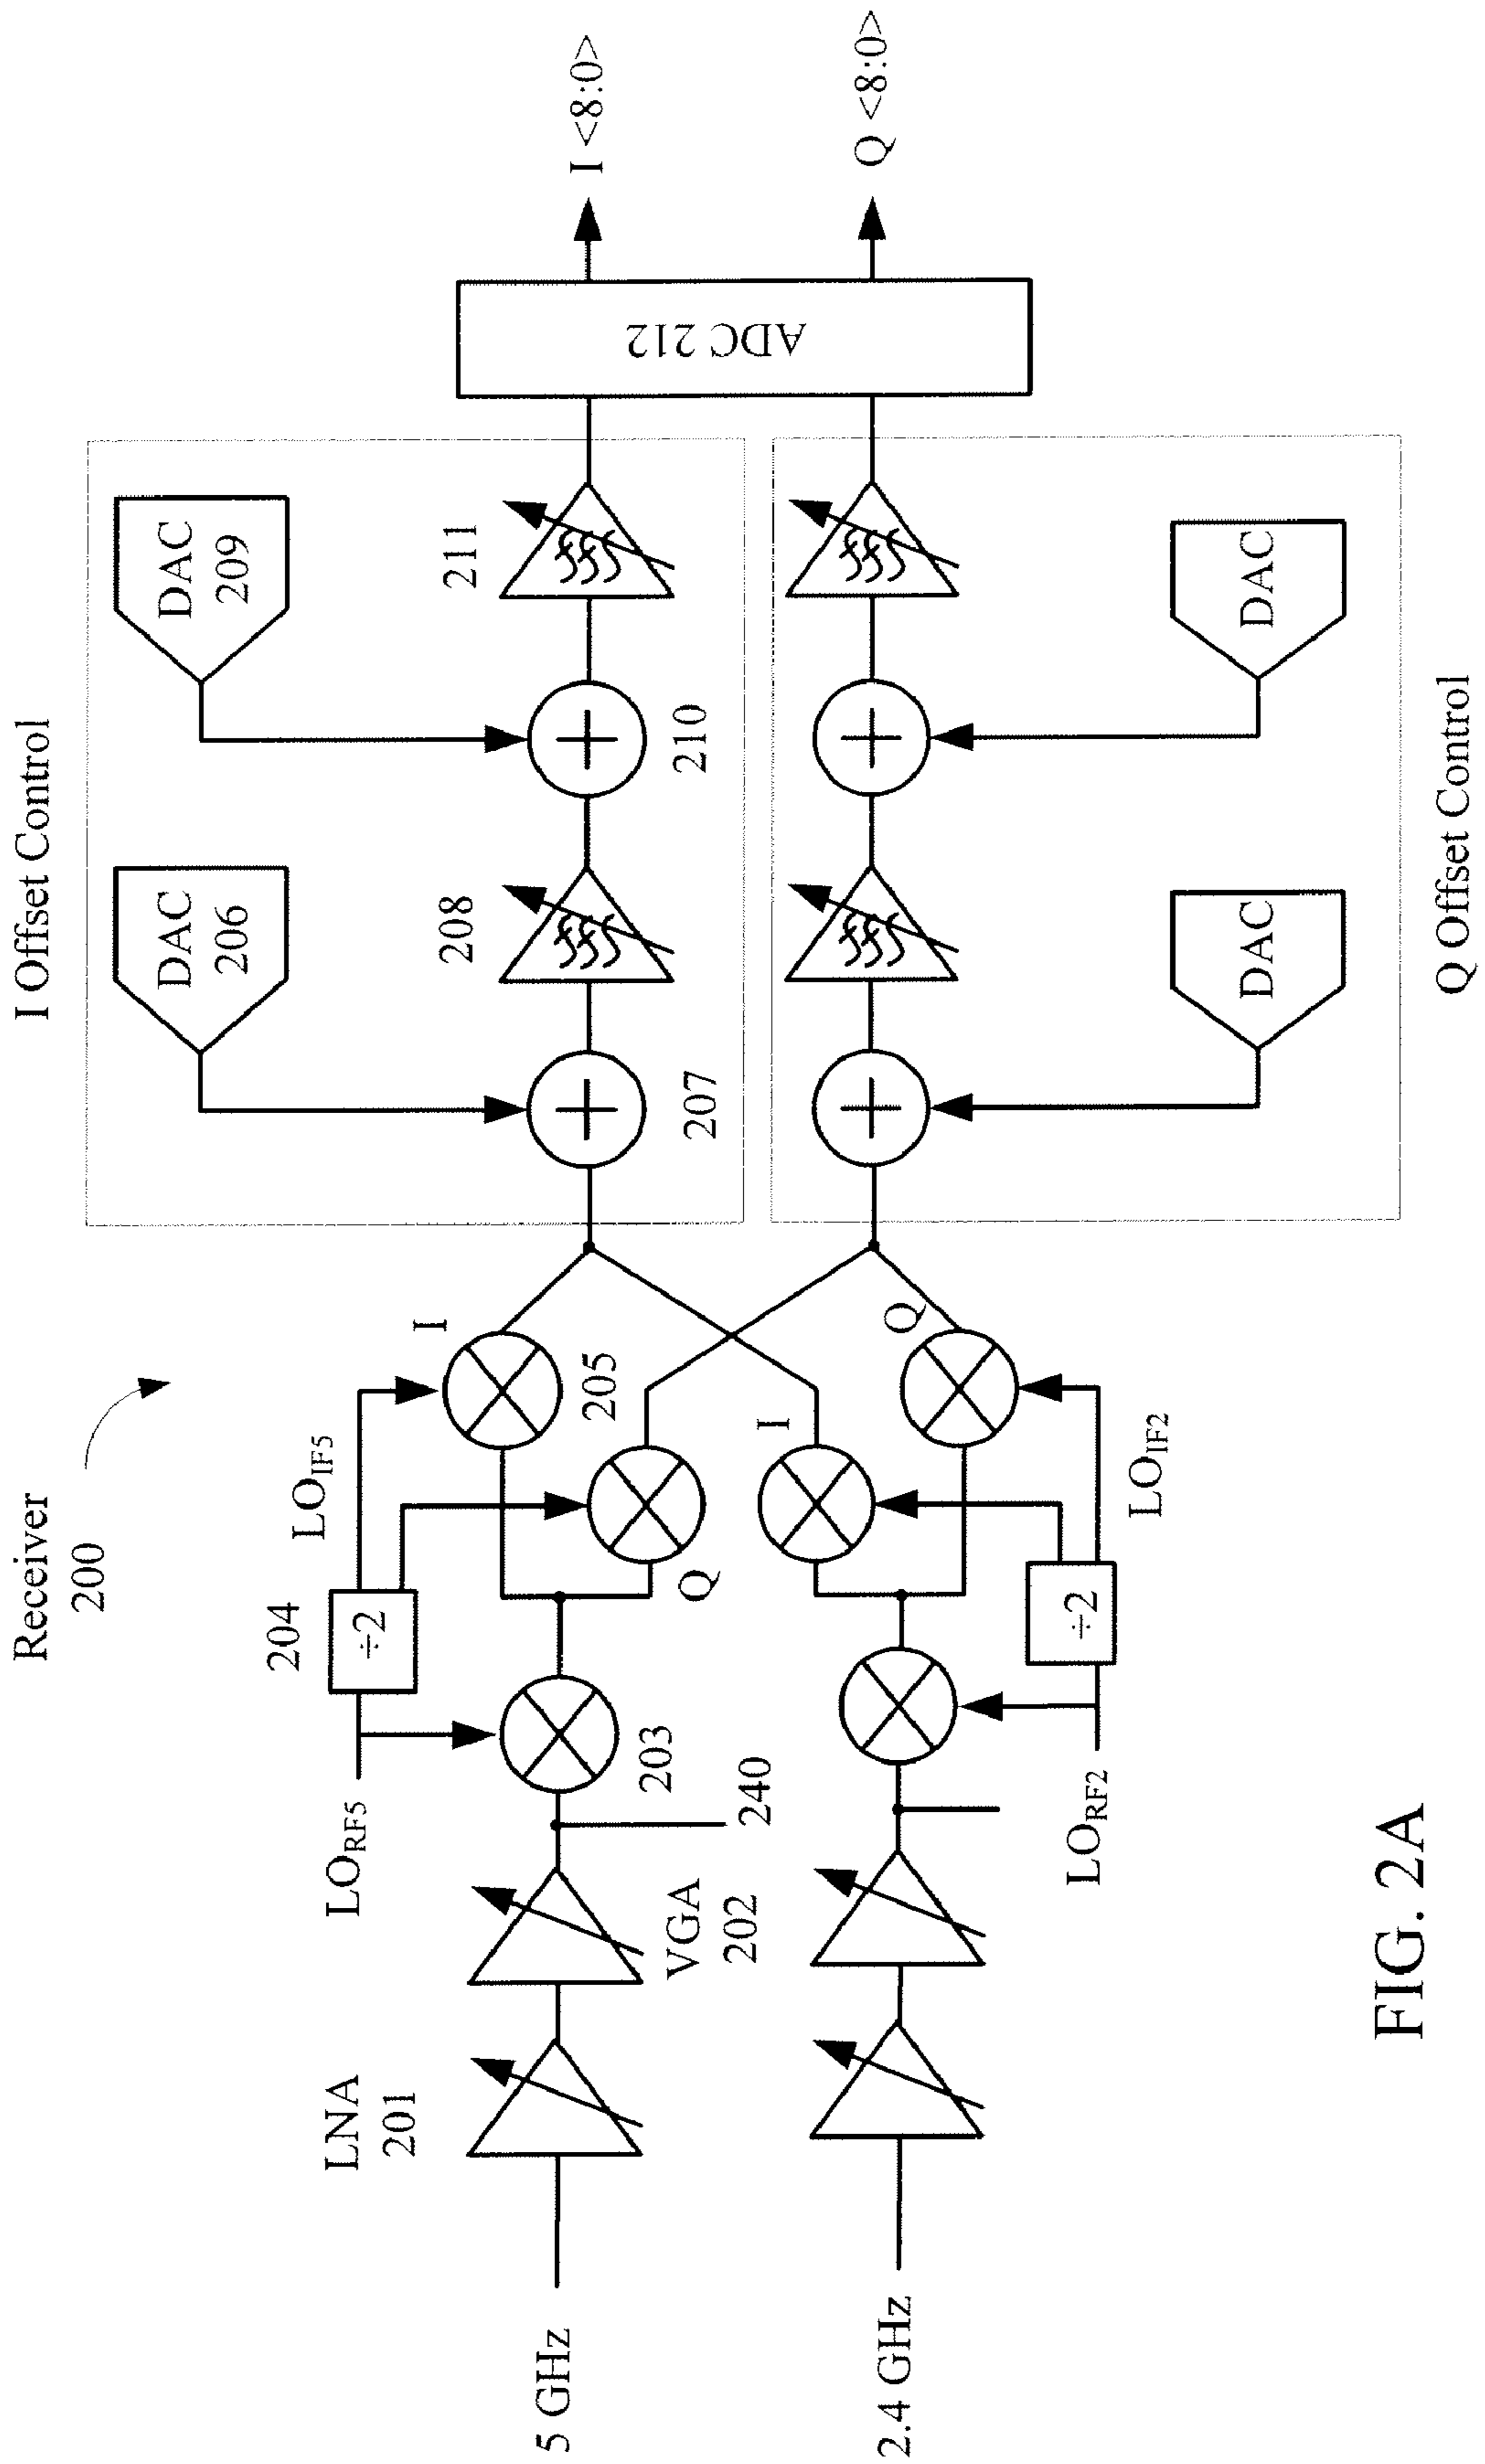 Receiver
200
I Offset Control
DAC
206
DAC
209
LNA
201
LO_RF5
204
÷2
LO_IF5
I
208
211
I <8:0>
5 GHz
VGA
202
240
203
Q
205
207
210
ADC 212
2.4 GHz
I
Q
Q <8:0>
LO_RF2
÷2
LO_IF2
DAC
DAC
Q Offset Control
FIG. 2A